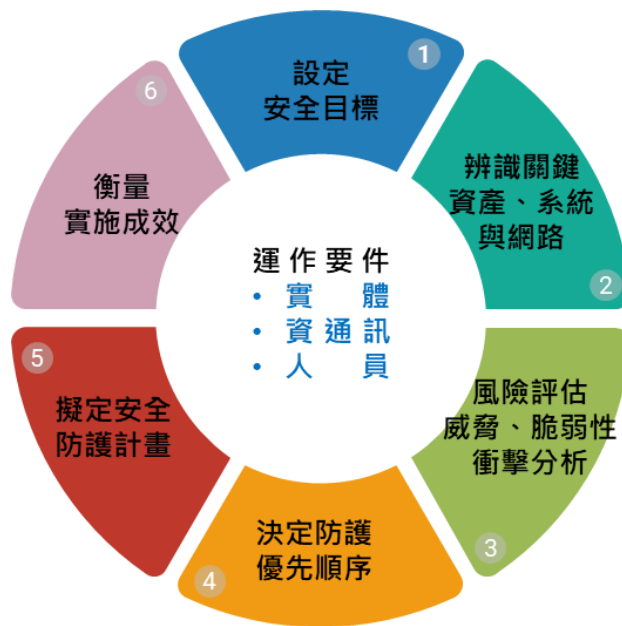 1
設定
安全目標
2
辨識關鍵
資產、系統
與網路
3
風險評估
威脅、脆弱性
衝擊分析
4
決定防護
優先順序
5
擬定安全
防護計畫
6
衡量
實施成效
運作要件
• 實體
• 資通訊
• 人員